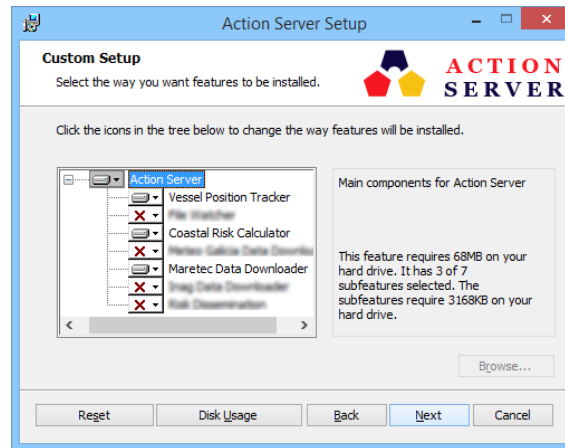 Action Server Setup
Custom Setup
Select the way you want features to be installed.
ACTION
SERVER
Click the icons in the tree below to change the way features will be installed.
Action Server
Vessel Position Tracker
Coastal Risk Calculator
Maretec Data Downloader
Main components for Action Server
This feature requires 68MB on your
hard drive. It has 3 of 7
subfeatures selected. The
subfeatures require 3168KB on your
hard drive.
Browse...
Reset
Disk Usage
Back
Next
Cancel